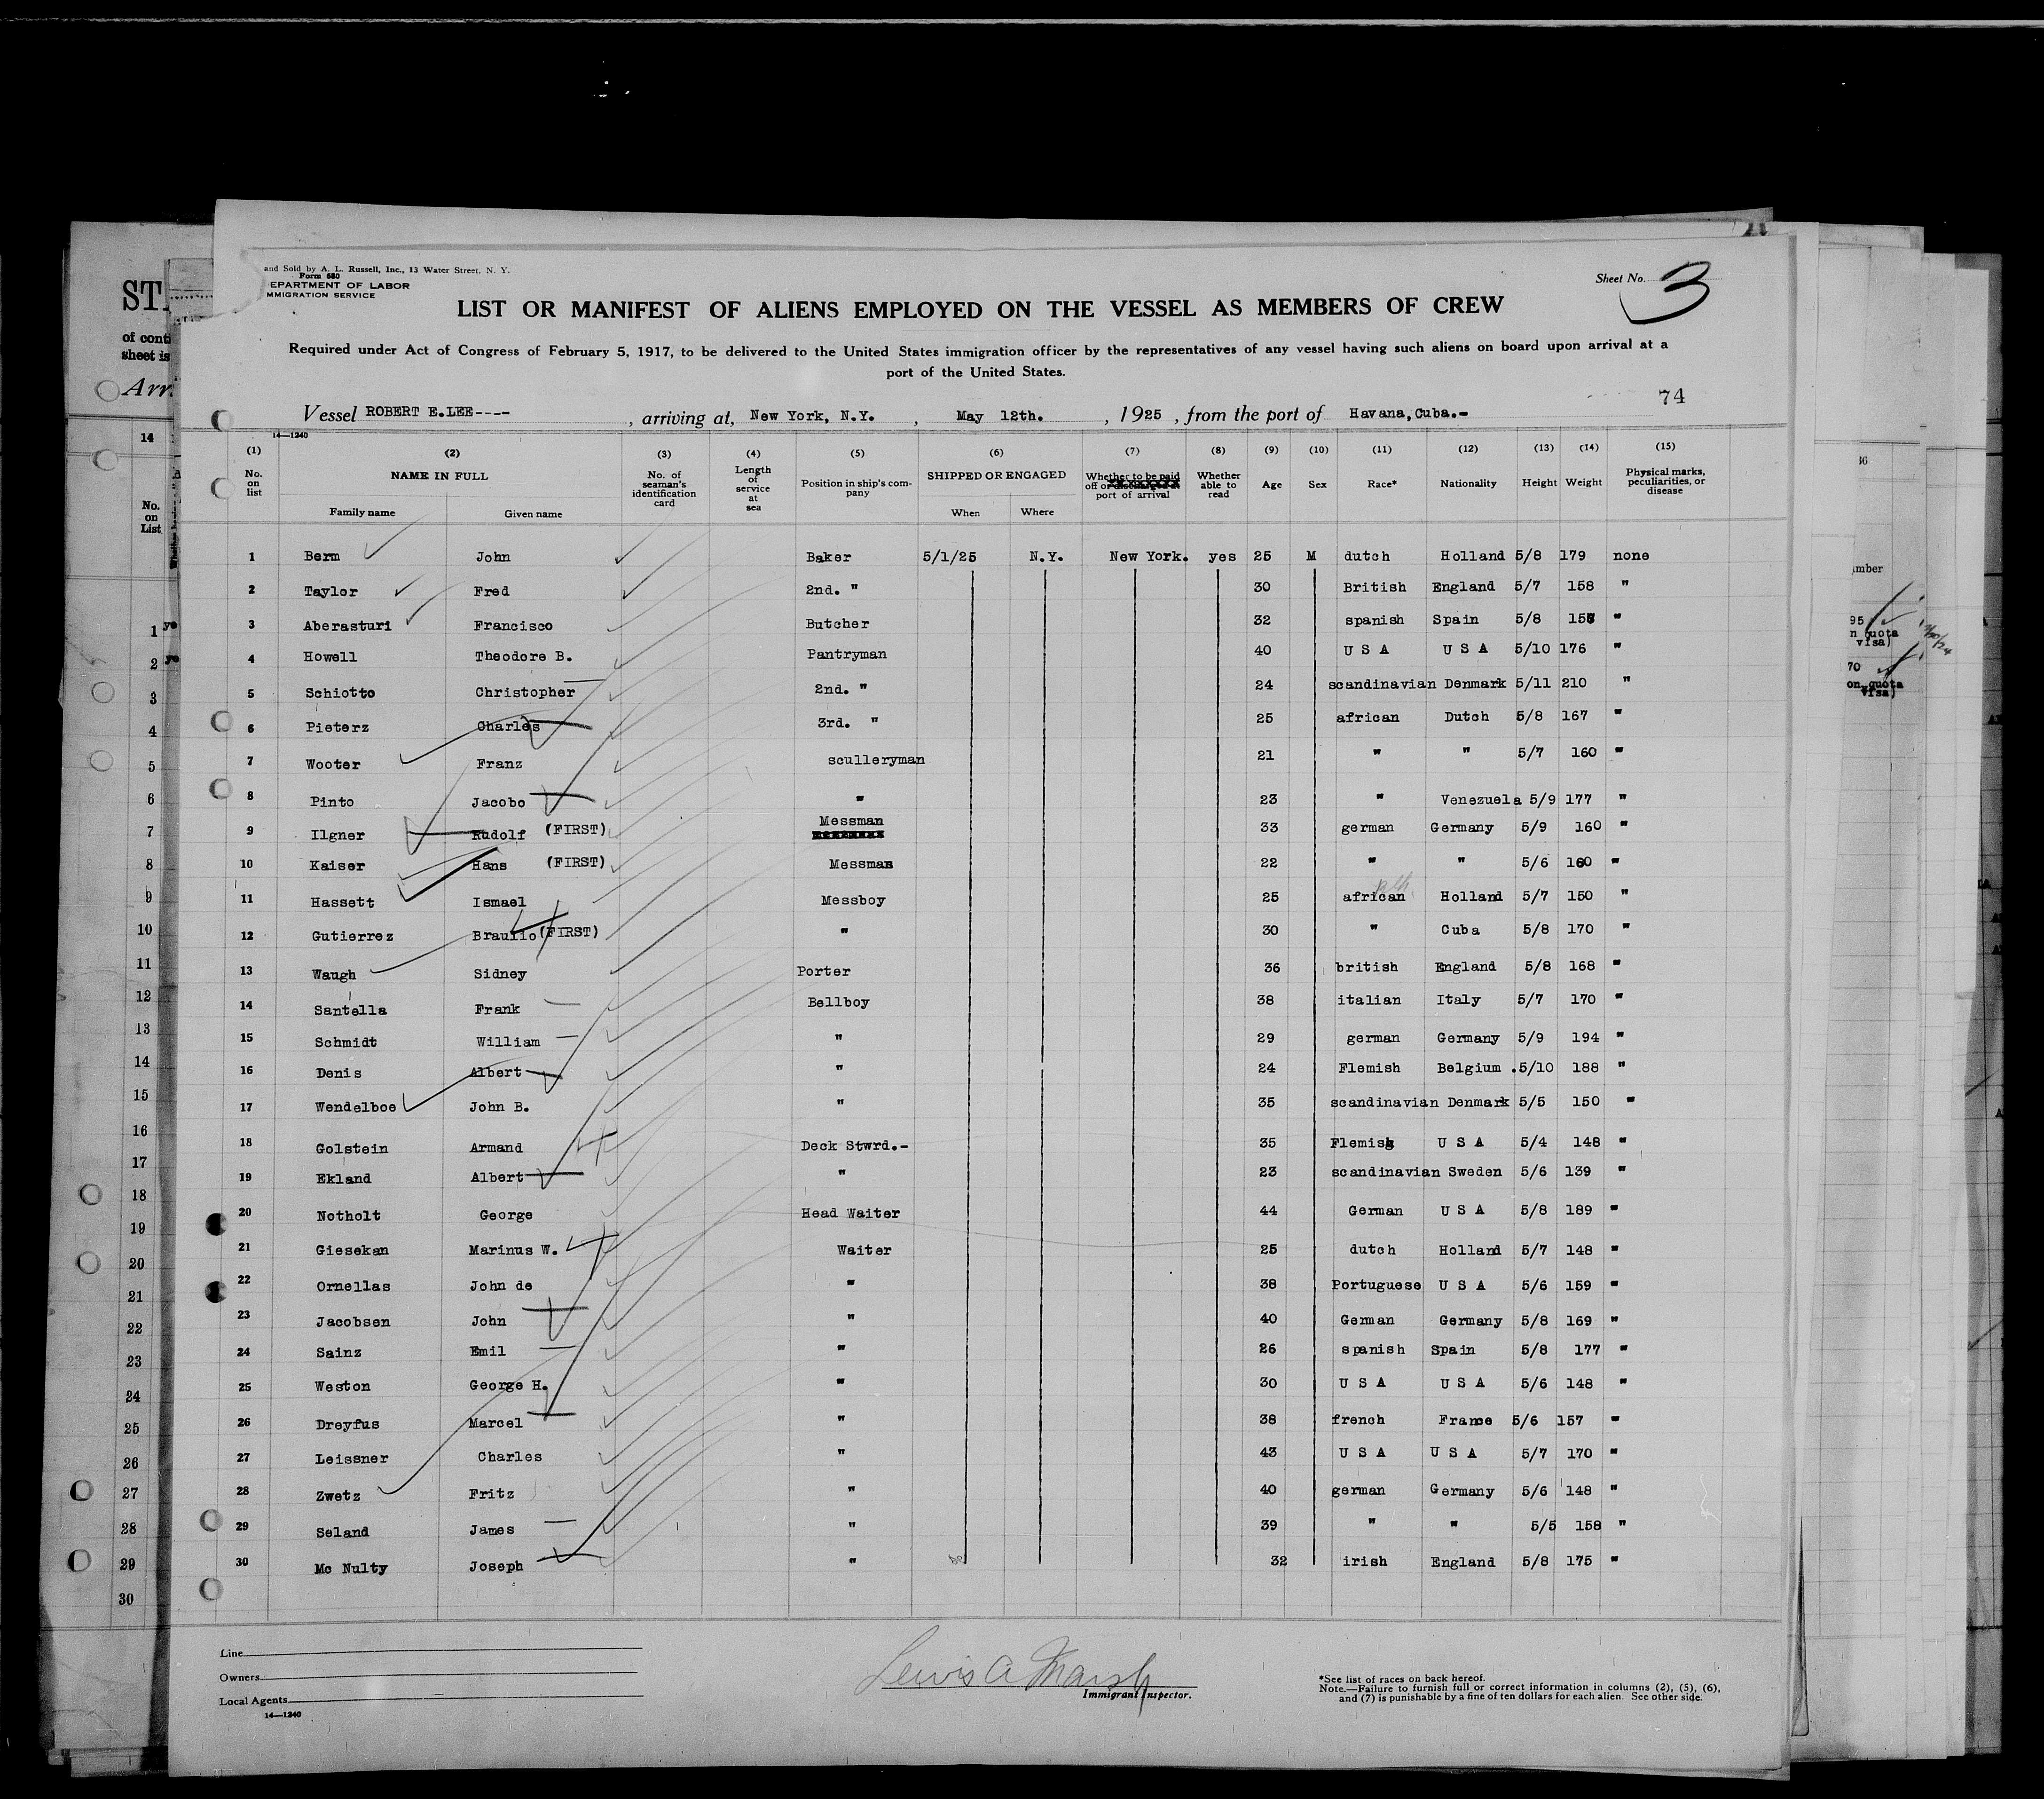 and Sold by A. L. Russell, Inc., 13 Water Street, N. Y.
Form 680
EPARTMENT OF LABOR
MMIGRATION SERVICE
Sheet No. 3
LIST OR MANIFEST OF ALIENS EMPLOYED ON THE VESSEL AS MEMBERS OF CREW
Required under Act of Congress of February 5, 1917, to be delivered to the United States immigration officer by the representatives of any vessel having such aliens on board upon arrival at a
port of the United States.
74
Vessel ROBERT E.LEE----, arriving at, New York, N.Y., May 12th., 1925, from the port of Havana,Cuba.-
14—1240
(1) (2) (3) (4) (5) (6) (7) (8) (9) (10) (11) (12) (13) (14) (15)
No. on list NAME IN FULL Family name Given name No. of seaman's identification card Length of service at sea Position in ship's company SHIPPED OR ENGAGED When Where Whether to be paid off or discharged at port of arrival Whether able to read Age Sex Race* Nationality Height Weight Physical marks, peculiarities, or disease
1 Berm John Baker 5/1/25 N.Y. New York. yes 25 M dutch Holland 5/8 179 none
2 Taylor Fred 2nd. " 30 British England 5/7 158 "
3 Aberasturi Francisco Butcher 32 spanish Spain 5/8 "
4 Howell Theodore B. Pantryman 40 U S A U S A 5/10 176 "
5 Schiotto Christopher 2nd. " 24 scandinavian Denmark 5/11 210 "
6 Pieterz Charles 3rd. " 25 african Dutch 5/8 167 "
7 Wooter Franz sculleryman 21 " " 5/7 160 "
8 Pinto Jacobo " 23 " Venezuela 5/9 177 "
9 Ilgner Rudolf (FIRST) Messman 33 german Germany 5/9 160 "
10 Kaiser Hans (FIRST) Messman 22 " " 5/6 160 "
11 Hassett Ismael Messboy 25 african Holland 5/7 150 "
12 Gutierrez Braulio (FIRST) " 30 " Cuba 5/8 170 "
13 Waugh Sidney Porter 36 british England 5/8 168 "
14 Santella Frank Bellboy 38 italian Italy 5/7 170 "
15 Schmidt William " 29 german Germany 5/9 194 "
16 Denis Albert " 24 Flemish Belgium .5/10 188 "
17 Wendelboe John B. " 35 scandinavian Denmark 5/5 150 "
18 Golstein Armand Deck Stwrd.- 35 Flemish U S A 5/4 148 "
19 Ekland Albert " 23 scandinavian Sweden 5/6 139 "
20 Notholt George Head Waiter 44 German U S A 5/8 189 "
21 Giesekan Marinus W. Waiter 25 dutch Holland 5/7 148 "
22 Ornellas John de " 38 Portuguese U S A 5/6 159 "
23 Jacobsen John " 40 German Germany 5/8 169 "
24 Sainz Emil " 26 spanish Spain 5/8 177 "
25 Weston George H. " 30 U S A U S A 5/6 148 "
26 Dreyfus Marcel " 38 french France 5/6 157 "
27 Leissner Charles " 43 U S A U S A 5/7 170 "
28 Zwetz Fritz " 40 german Germany 5/6 148 "
29 Seland James " 39 " " 5/5 158 "
30 Mc Nulty Joseph " 32 irish England 5/8 175 "
Line
Owners
Local Agents
14—1240
Lewis A Marsh
Immigrant Inspector.
*See list of races on back hereof.
Note.—Failure to furnish full or correct information in columns (2), (5), (6),
and (7) is punishable by a fine of ten dollars for each alien. See other side.